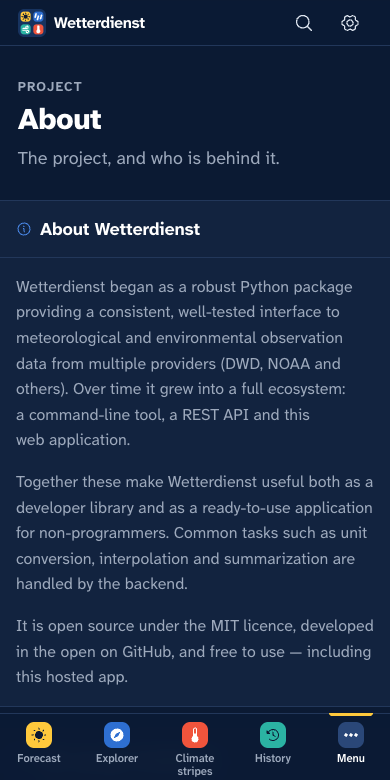 Wetterdienst
PROJECT
About
The project, and who is behind it.
About Wetterdienst
Wetterdienst began as a robust Python package
providing a consistent, well-tested interface to
meteorological and environmental observation
data from multiple providers (DWD, NOAA and
others). Over time it grew into a full ecosystem:
a command-line tool, a REST API and this
web application.
Together these make Wetterdienst useful both as a
developer library and as a ready-to-use application
for non-programmers. Common tasks such as unit
conversion, interpolation and summarization are
handled by the backend.
It is open source under the MIT licence, developed
in the open on GitHub, and free to use — including
this hosted app.
Forecast
Explorer
Climate
stripes
History
Menu